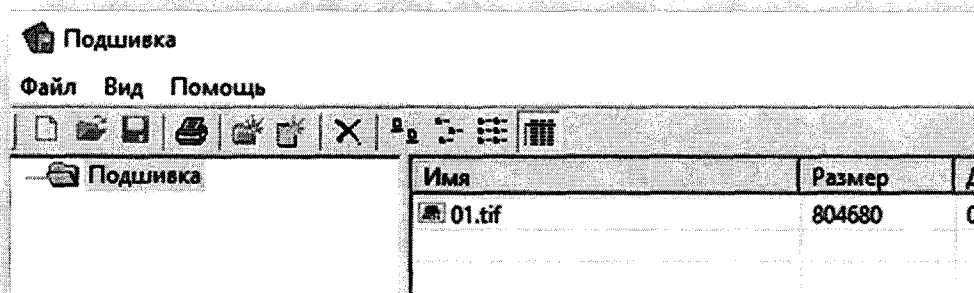 Подшивка
Файл Вид Помощь
Подшивка
Имя Размер
01.tif 804680